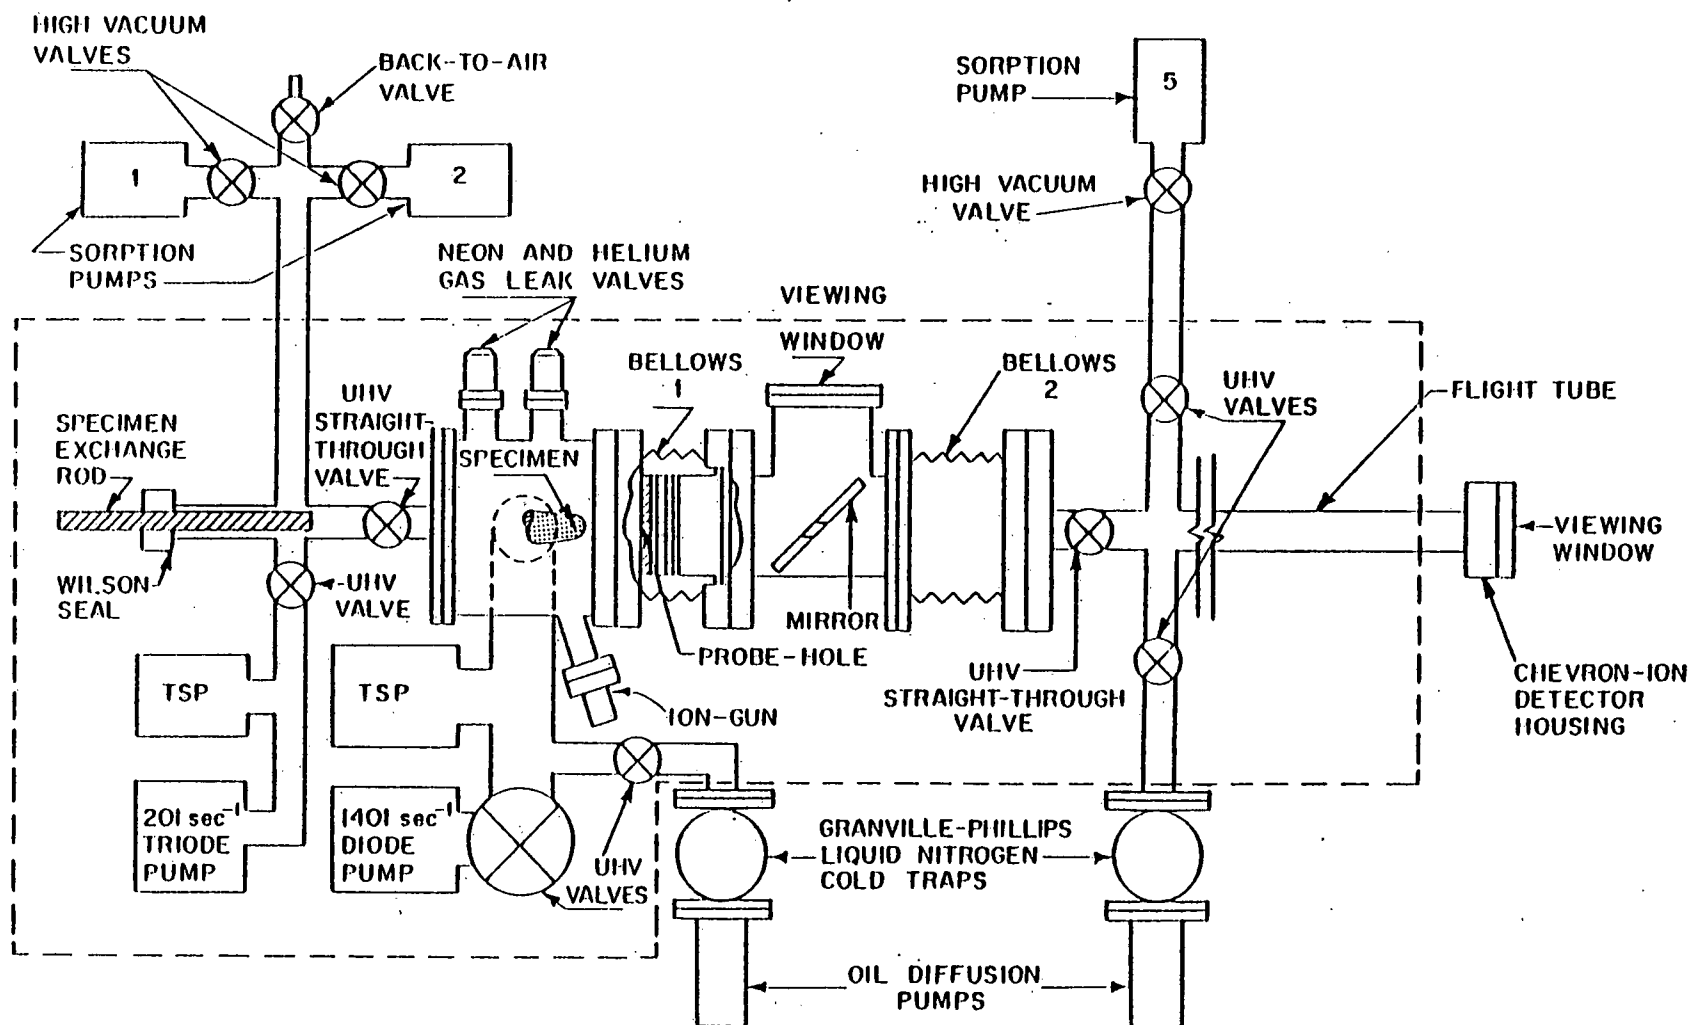 HIGH VACUUM
VALVES
BACK-TO-AIR
VALVE
1
2
SORPTION
PUMPS
SORPTION
PUMP
5
HIGH VACUUM
VALVE
NEON AND HELIUM
GAS LEAK VALVES
VIEWING
WINDOW
BELLOWS
1
BELLOWS
2
UHV
VALVES
FLIGHT TUBE
SPECIMEN
EXCHANGE
ROD
UHV
STRAIGHT-
THROUGH
VALVE
SPECIMEN
WILSON
SEAL
UHV
VALVE
MIRROR
PROBE-HOLE
VIEWING
WINDOW
TSP
TSP
ION-GUN
UHV
STRAIGHT-THROUGH
VALVE
CHEVRON-ION
DETECTOR
HOUSING
20l sec⁻¹
TRIODE
PUMP
140l sec⁻¹
DIODE
PUMP
UHV
VALVES
GRANVILLE-PHILLIPS
LIQUID NITROGEN
COLD TRAPS
OIL DIFFUSION
PUMPS